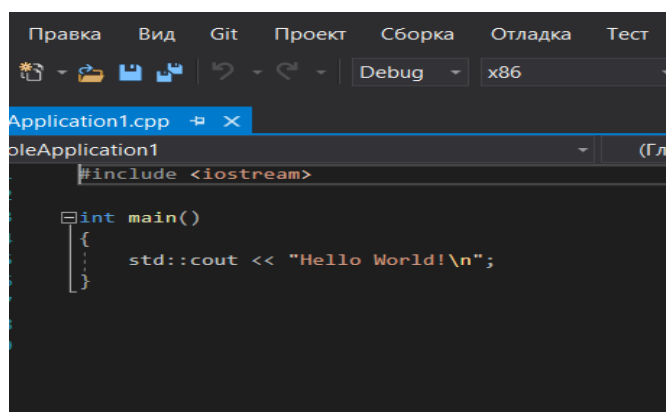 Правка Вид Git Проект Сборка Отладка Тест
Debug x86
Application1.cpp
oleApplication1 (Гл
#include <iostream>
int main()
{
std::cout << "Hello World!\n";
}